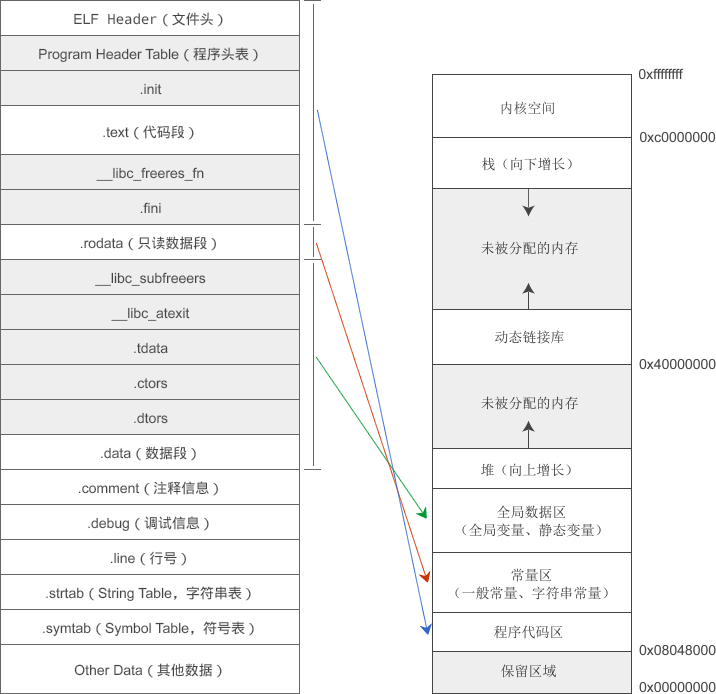 ELF Header（文件头）
Program Header Table（程序头表）
.init
.text（代码段）
__libc_freeres_fn
.fini
.rodata（只读数据段）
__libc_subfreeers
__libc_atexit
.tdata
.ctors
.dtors
.data（数据段）
.comment（注释信息）
.debug（调试信息）
.line（行号）
.strtab（String Table，字符串表）
.symtab（Symbol Table，符号表）
Other Data（其他数据）
0xffffffff
内核空间
0xc0000000
栈（向下增长）
未被分配的内存
动态链接库
0x40000000
未被分配的内存
堆（向上增长）
全局数据区
（全局变量、静态变量）
常量区
（一般常量、字符串常量）
程序代码区
0x08048000
保留区域
0x00000000